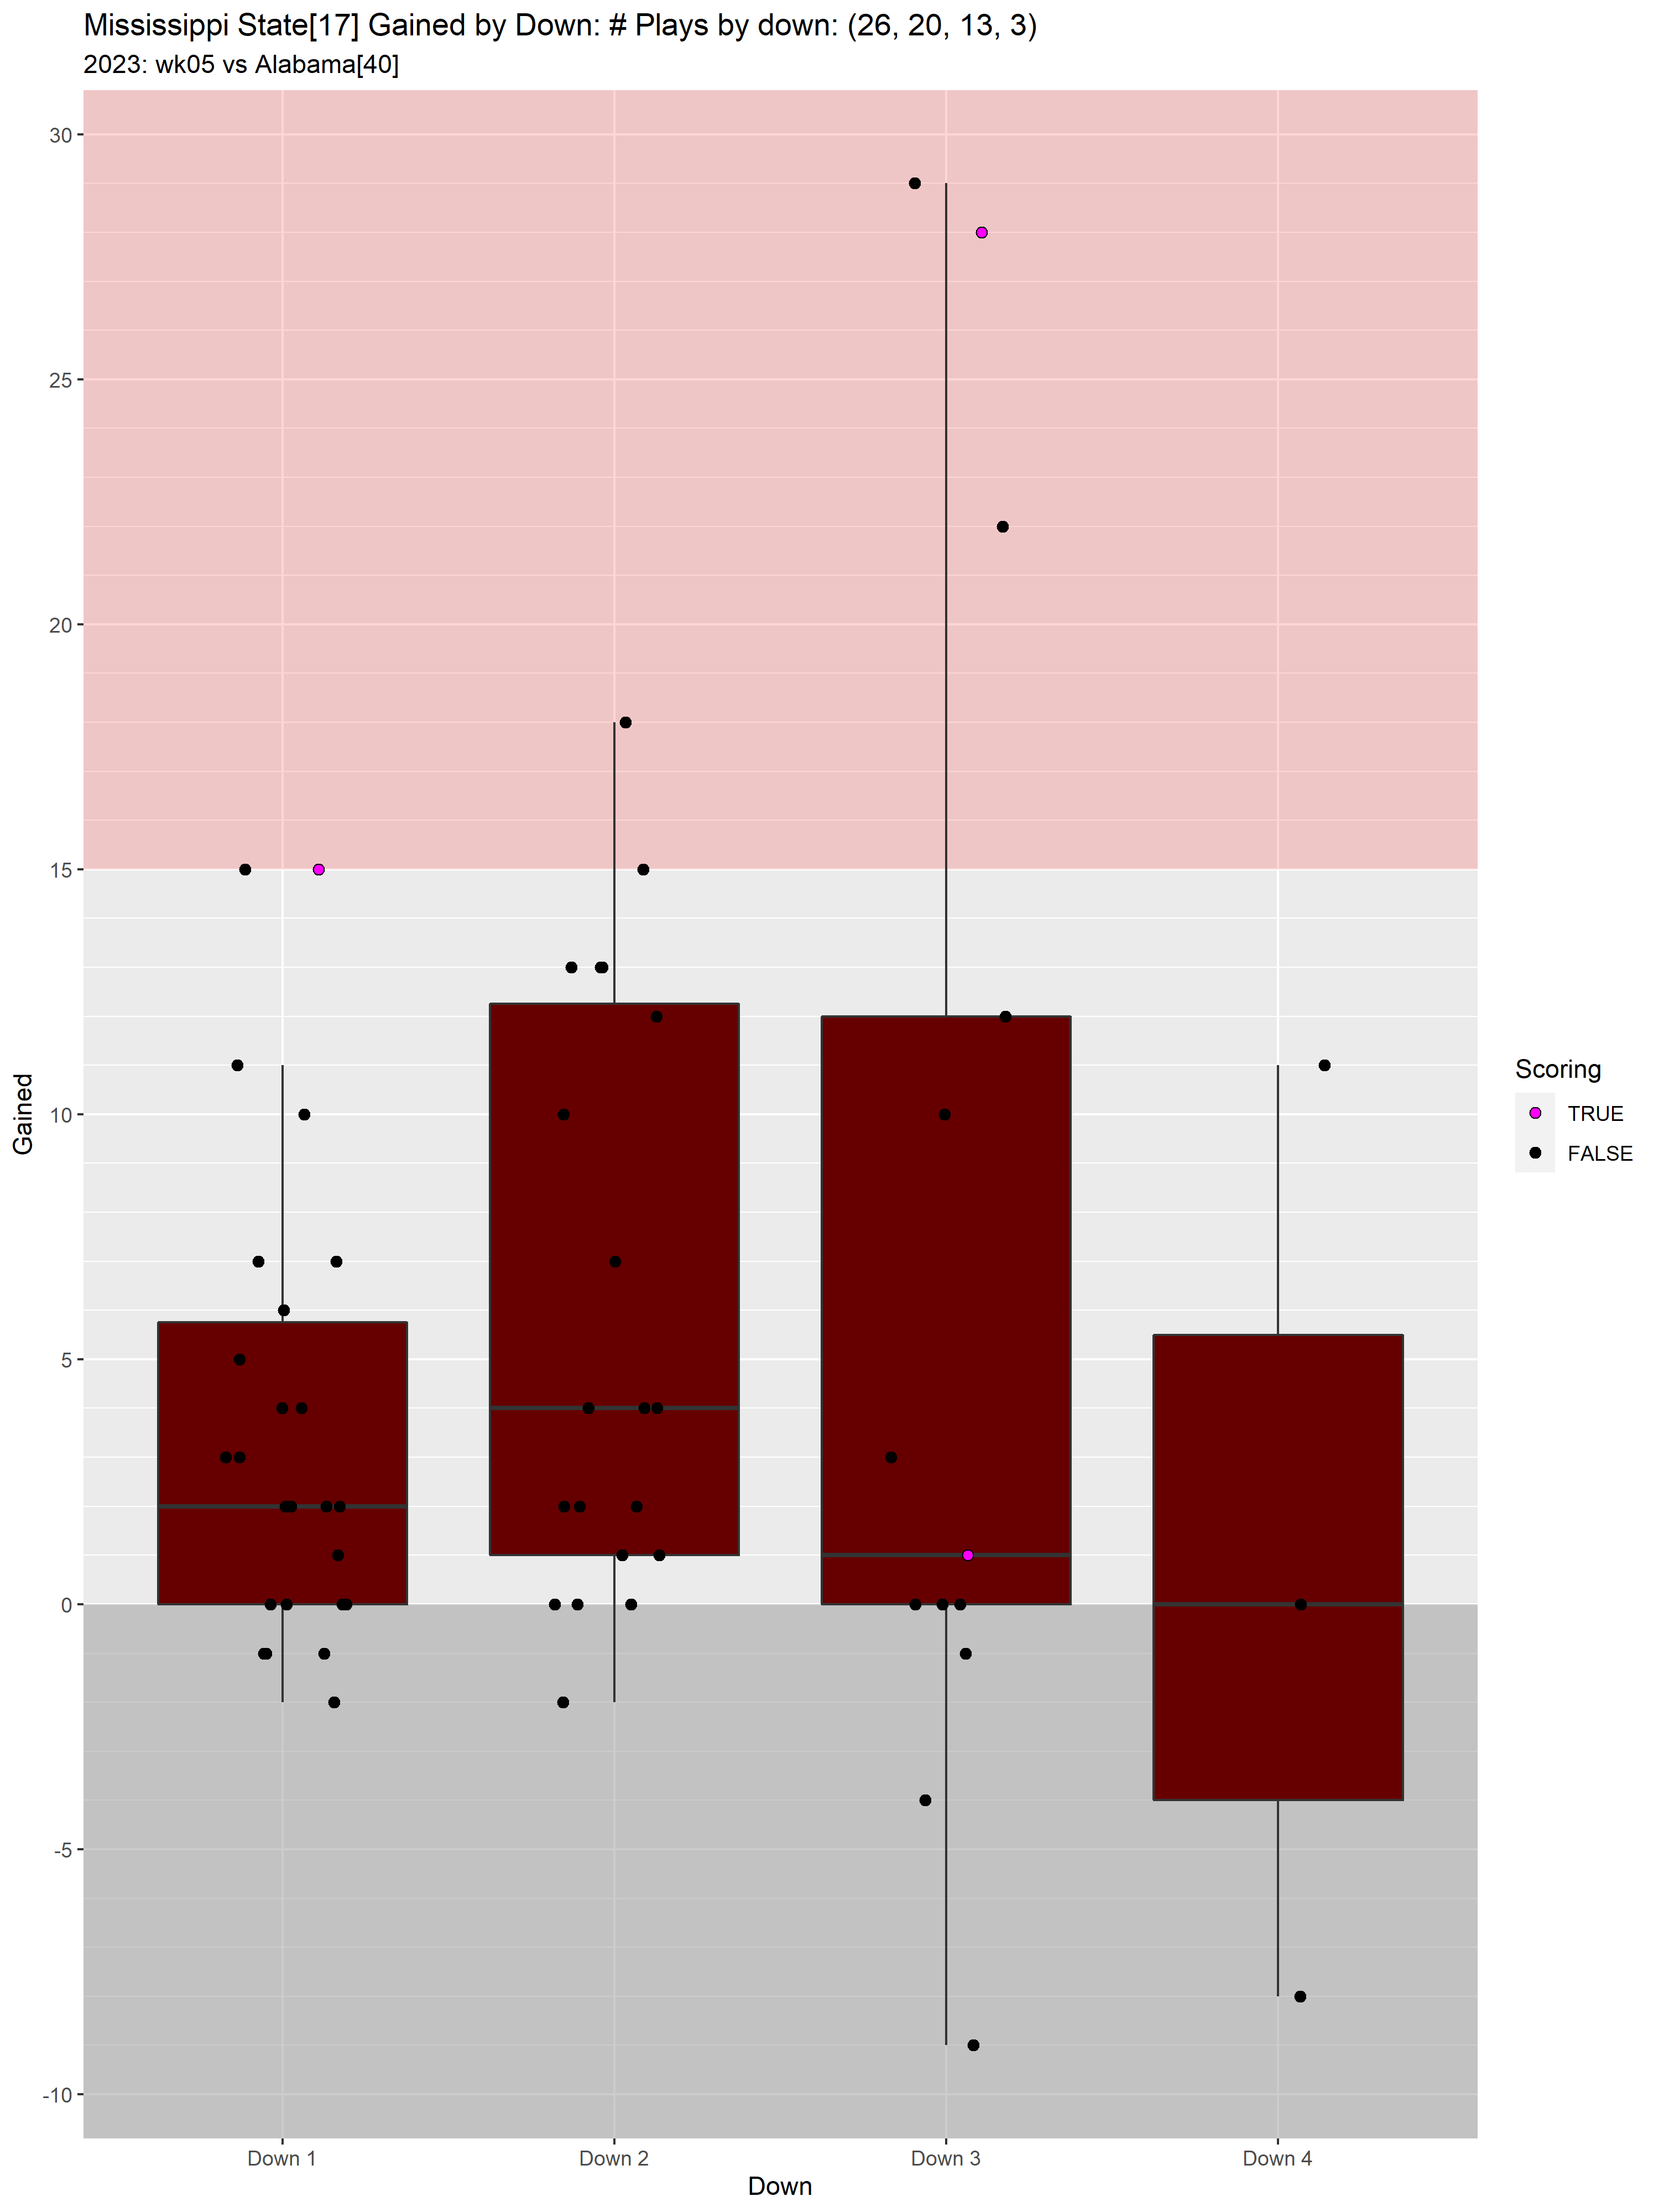 Mississippi State[17] Gained by Down: # Plays by down: (26, 20, 13, 3)
2023: wk05 vs Alabama[40]
30
25
20
15
10
5
0
-5
-10
Gained
Down 1
Down 2
Down 3
Down 4
Down
Scoring
TRUE
FALSE